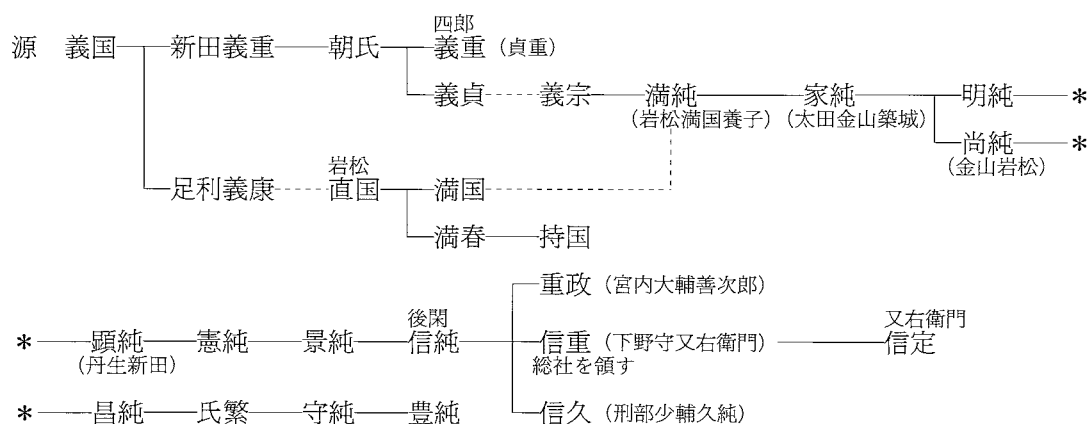 四郎
源 義国 新田義重 朝氏 義重(貞重)
義貞 義宗 満純 家純 明純 *
(岩松満国養子)(太田金山築城)
尚純 *
(金山岩松)
岩松
足利義康 直国 満国
満春 持国
重政(宮内大輔善次郎)
後閑 又右衛門
* 顕純 憲純 景純 信純 信重(下野守又右衛門) 信定
(丹生新田) 総社を領す
* 昌純 氏繁 守純 豊純 信久(刑部少輔久純)